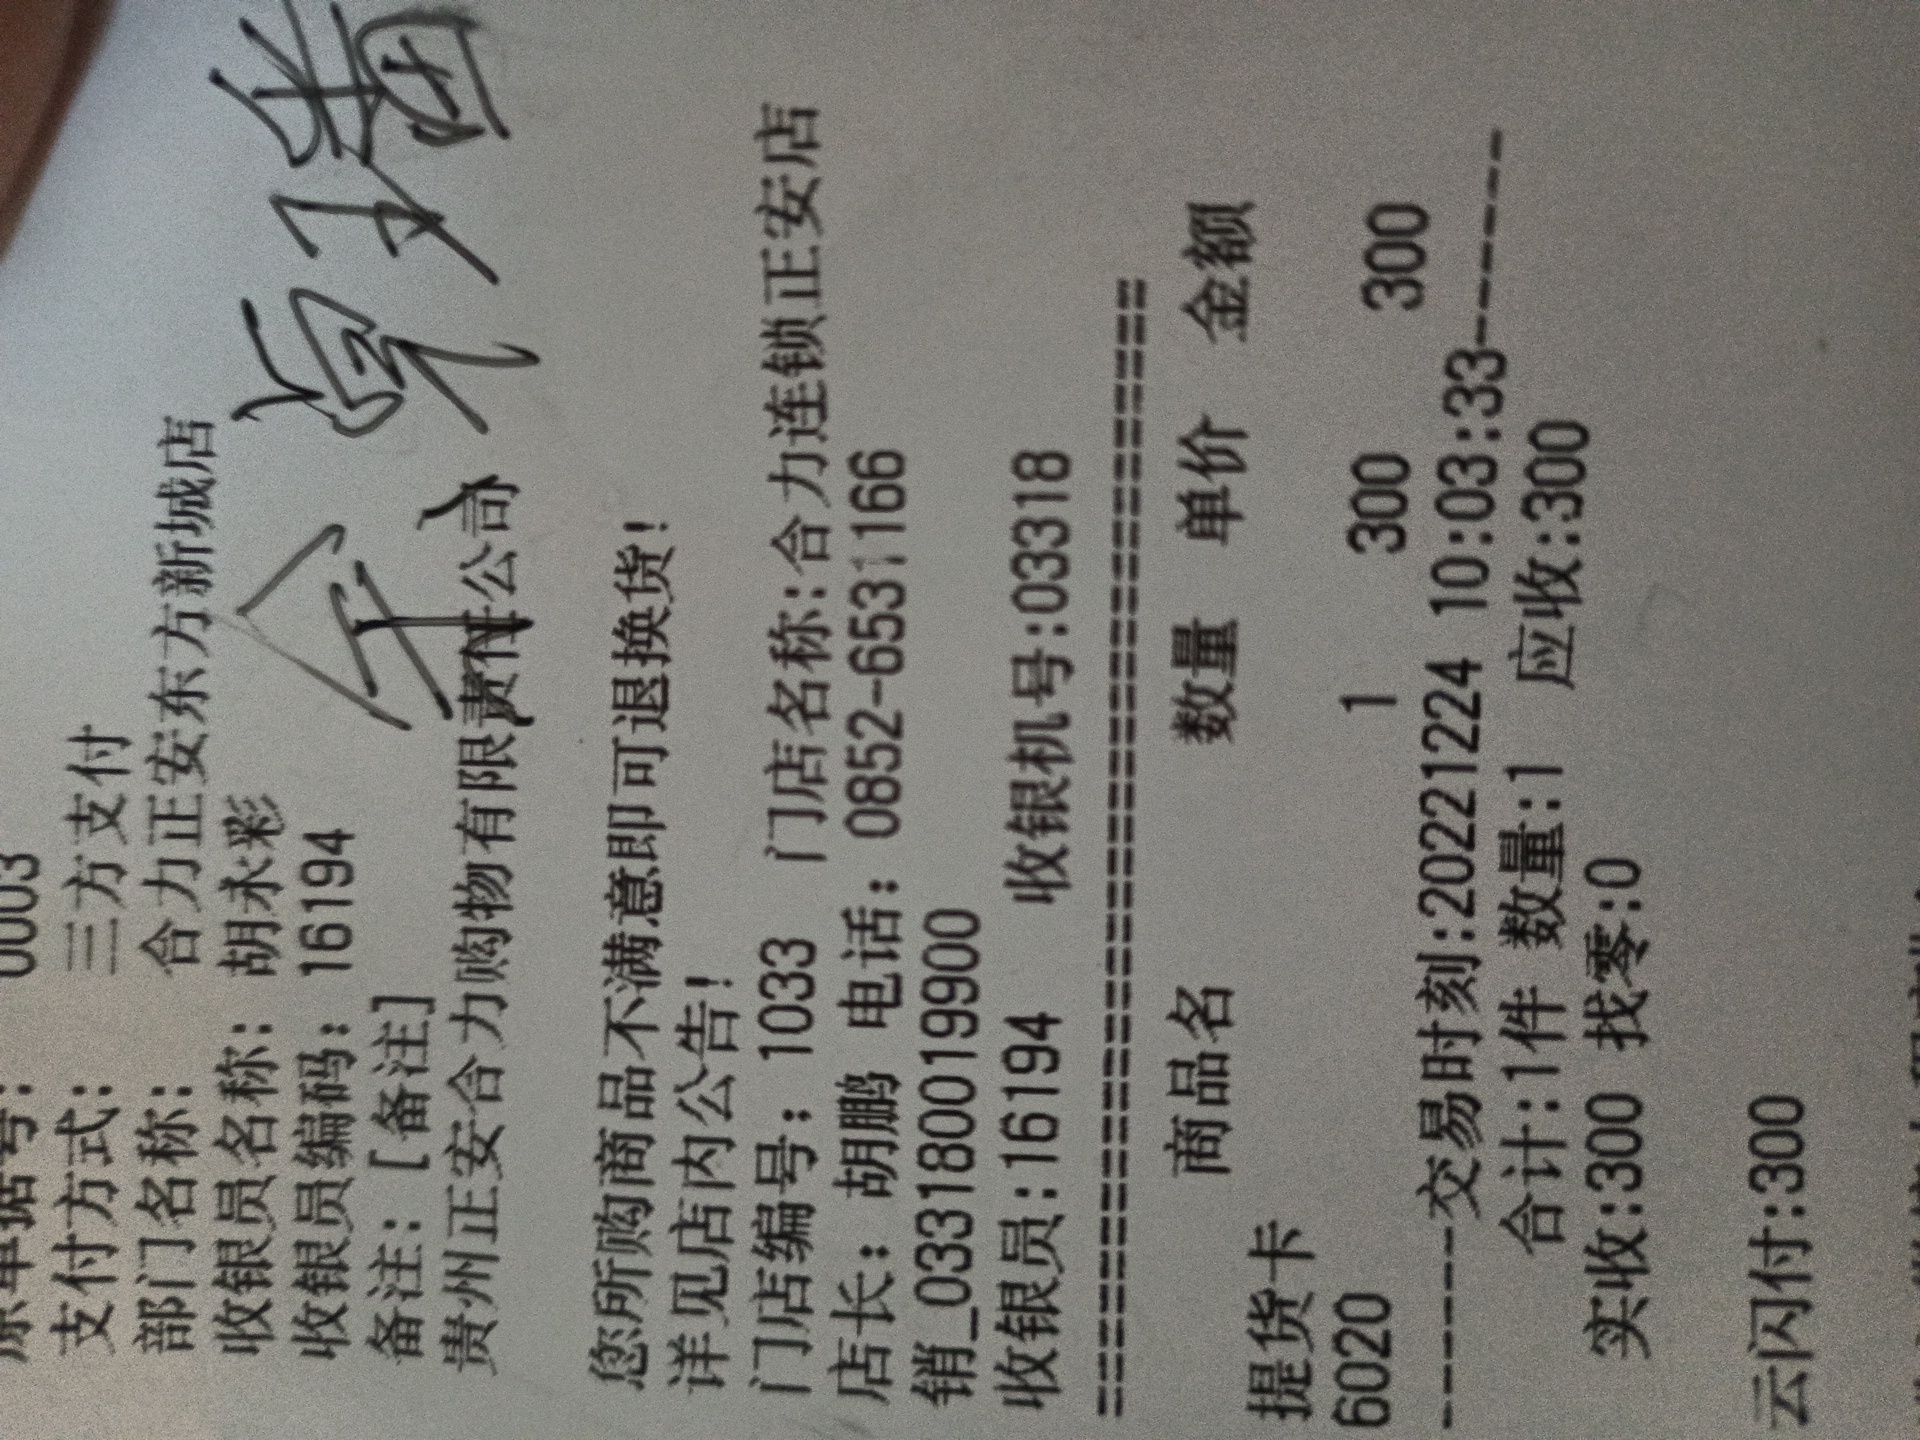 原单据号: 0003
支付方式: 三方支付
部门名称: 合力正安东方新城店
收银员名称: 胡永彩
收银员编码: 16194
备注: [备注]
贵州正安合力购物有限责任公司
您所购商品不满意即可退换货!
详见店内公告!
门店编号: 1033 门店名称:合力连锁正安店
店长: 胡鹏 电话: 0852-6531166
销_0331800199​00
收银员:16194 收银机号:03318
================================
商品名 数量 单价 金额
提货卡
6020 1 300 300
--------交易时刻:20221224 10:03:33--------
合计:1件 数量:1 应收:300
实收:300 找零:0
云闪付:300